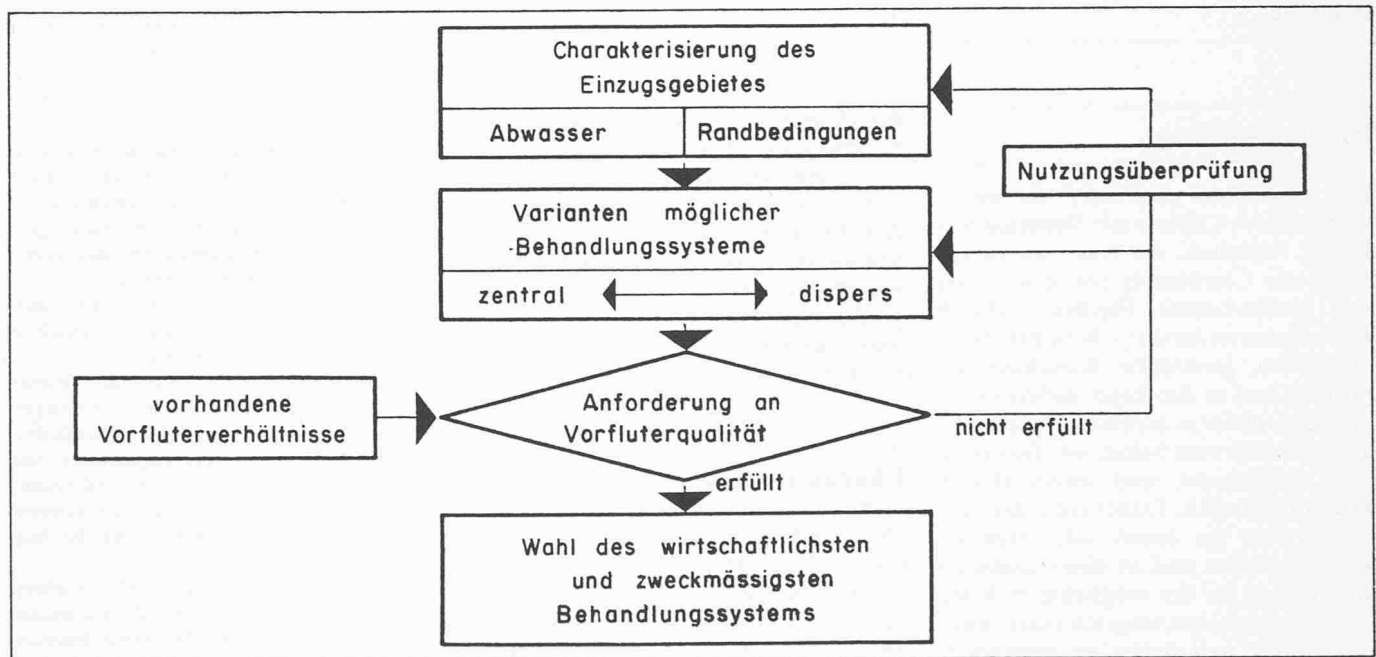 Charakterisierung des
Einzugsgebietes
Abwasser Randbedingungen
Nutzungsüberprüfung
Varianten möglicher
Behandlungssysteme
zentral dispers
vorhandene
Vorfluterverhältnisse
Anforderung an
Vorfluterqualität
nicht erfüllt
erfüllt
Wahl des wirtschaftlichsten
und zweckmässigsten
Behandlungssystems